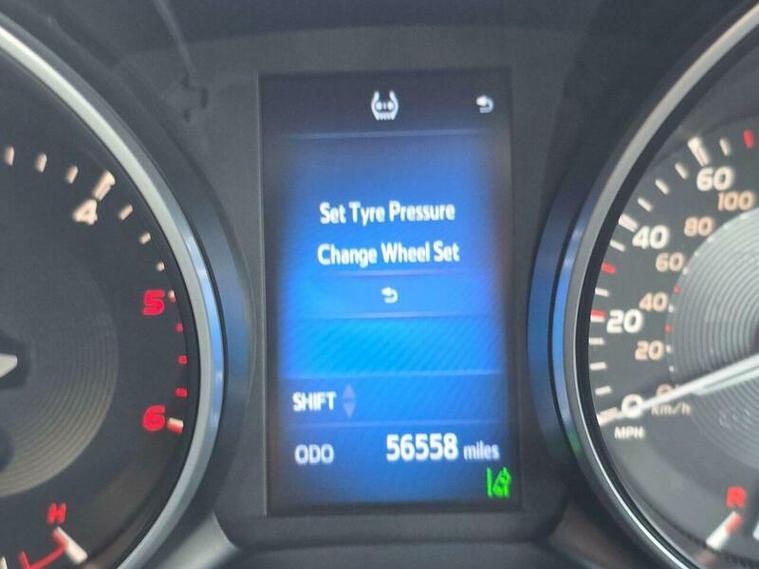 Set Tyre Pressure
Change Wheel Set
SHIFT
ODO 56558 miles
4
5
6
H
60
100
40
80
60
20
40
20
0
km/h
MPH
R